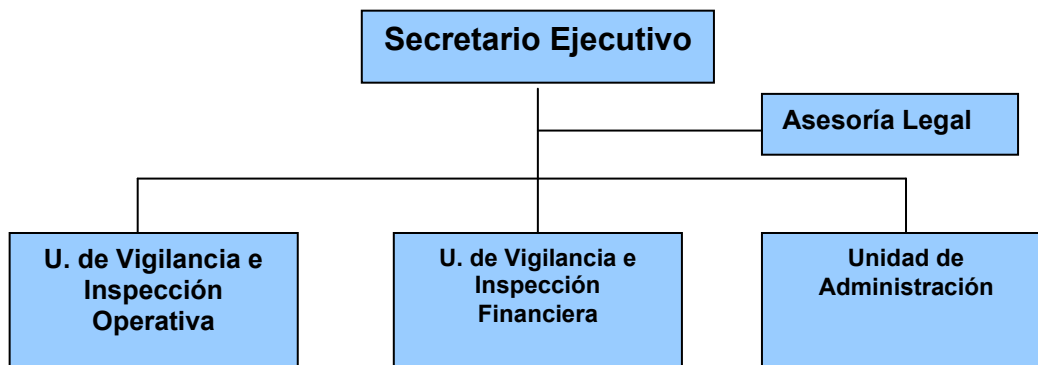 Secretario Ejecutivo
Asesoría Legal
U. de Vigilancia e
Inspección
Operativa
U. de Vigilancia e
Inspección
Financiera
Unidad de
Administración